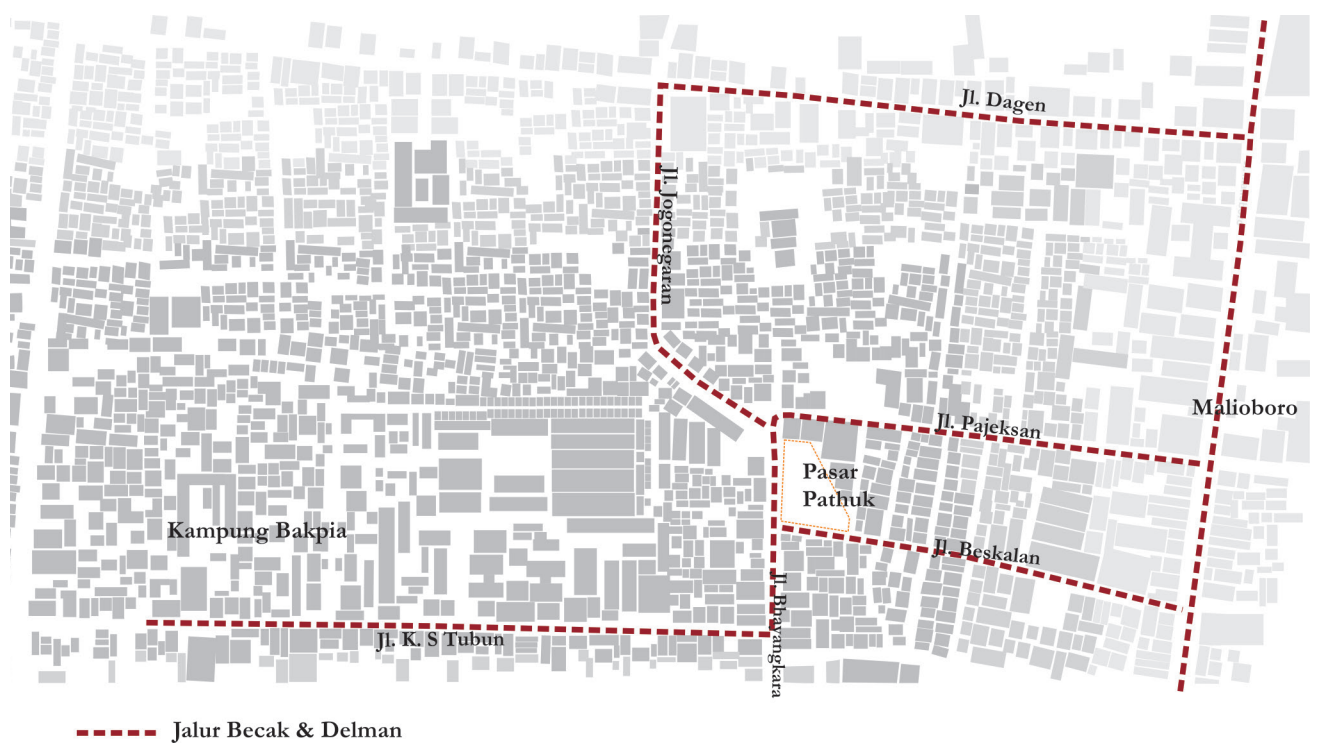 Jl. Dagen
Jl. Jogonegaran
Malioboro
Jl. Pajeksan
Pasar
Pathuk
Kampung Bakpia
Jl. Beskalan
Jl. Bhayangkara
Jl. K. S Tubun
Jalur Becak & Delman